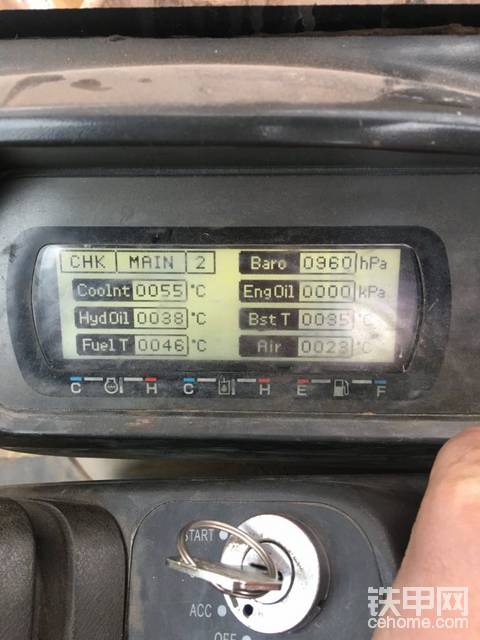 CHK MAIN 2 Baro 0960 hPa
Coolnt 0055 °C EngOil 0000 kPa
HydOil 0038 °C Bst T 0035 °C
Fuel T 0046 °C Air 0023 °C
C H C H E F
START
ACC
OFF
铁甲网
cehome.com